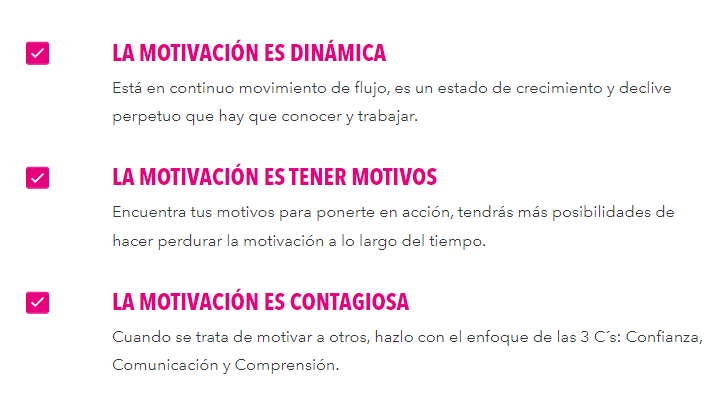 LA MOTIVACIÓN ES DINÁMICA
Está en continuo movimiento de flujo, es un estado de crecimiento y declive
perpetuo que hay que conocer y trabajar.
LA MOTIVACIÓN ES TENER MOTIVOS
Encuentra tus motivos para ponerte en acción, tendrás más posibilidades de
hacer perdurar la motivación a lo largo del tiempo.
LA MOTIVACIÓN ES CONTAGIOSA
Cuando se trata de motivar a otros, hazlo con el enfoque de las 3 C´s: Confianza,
Comunicación y Comprensión.